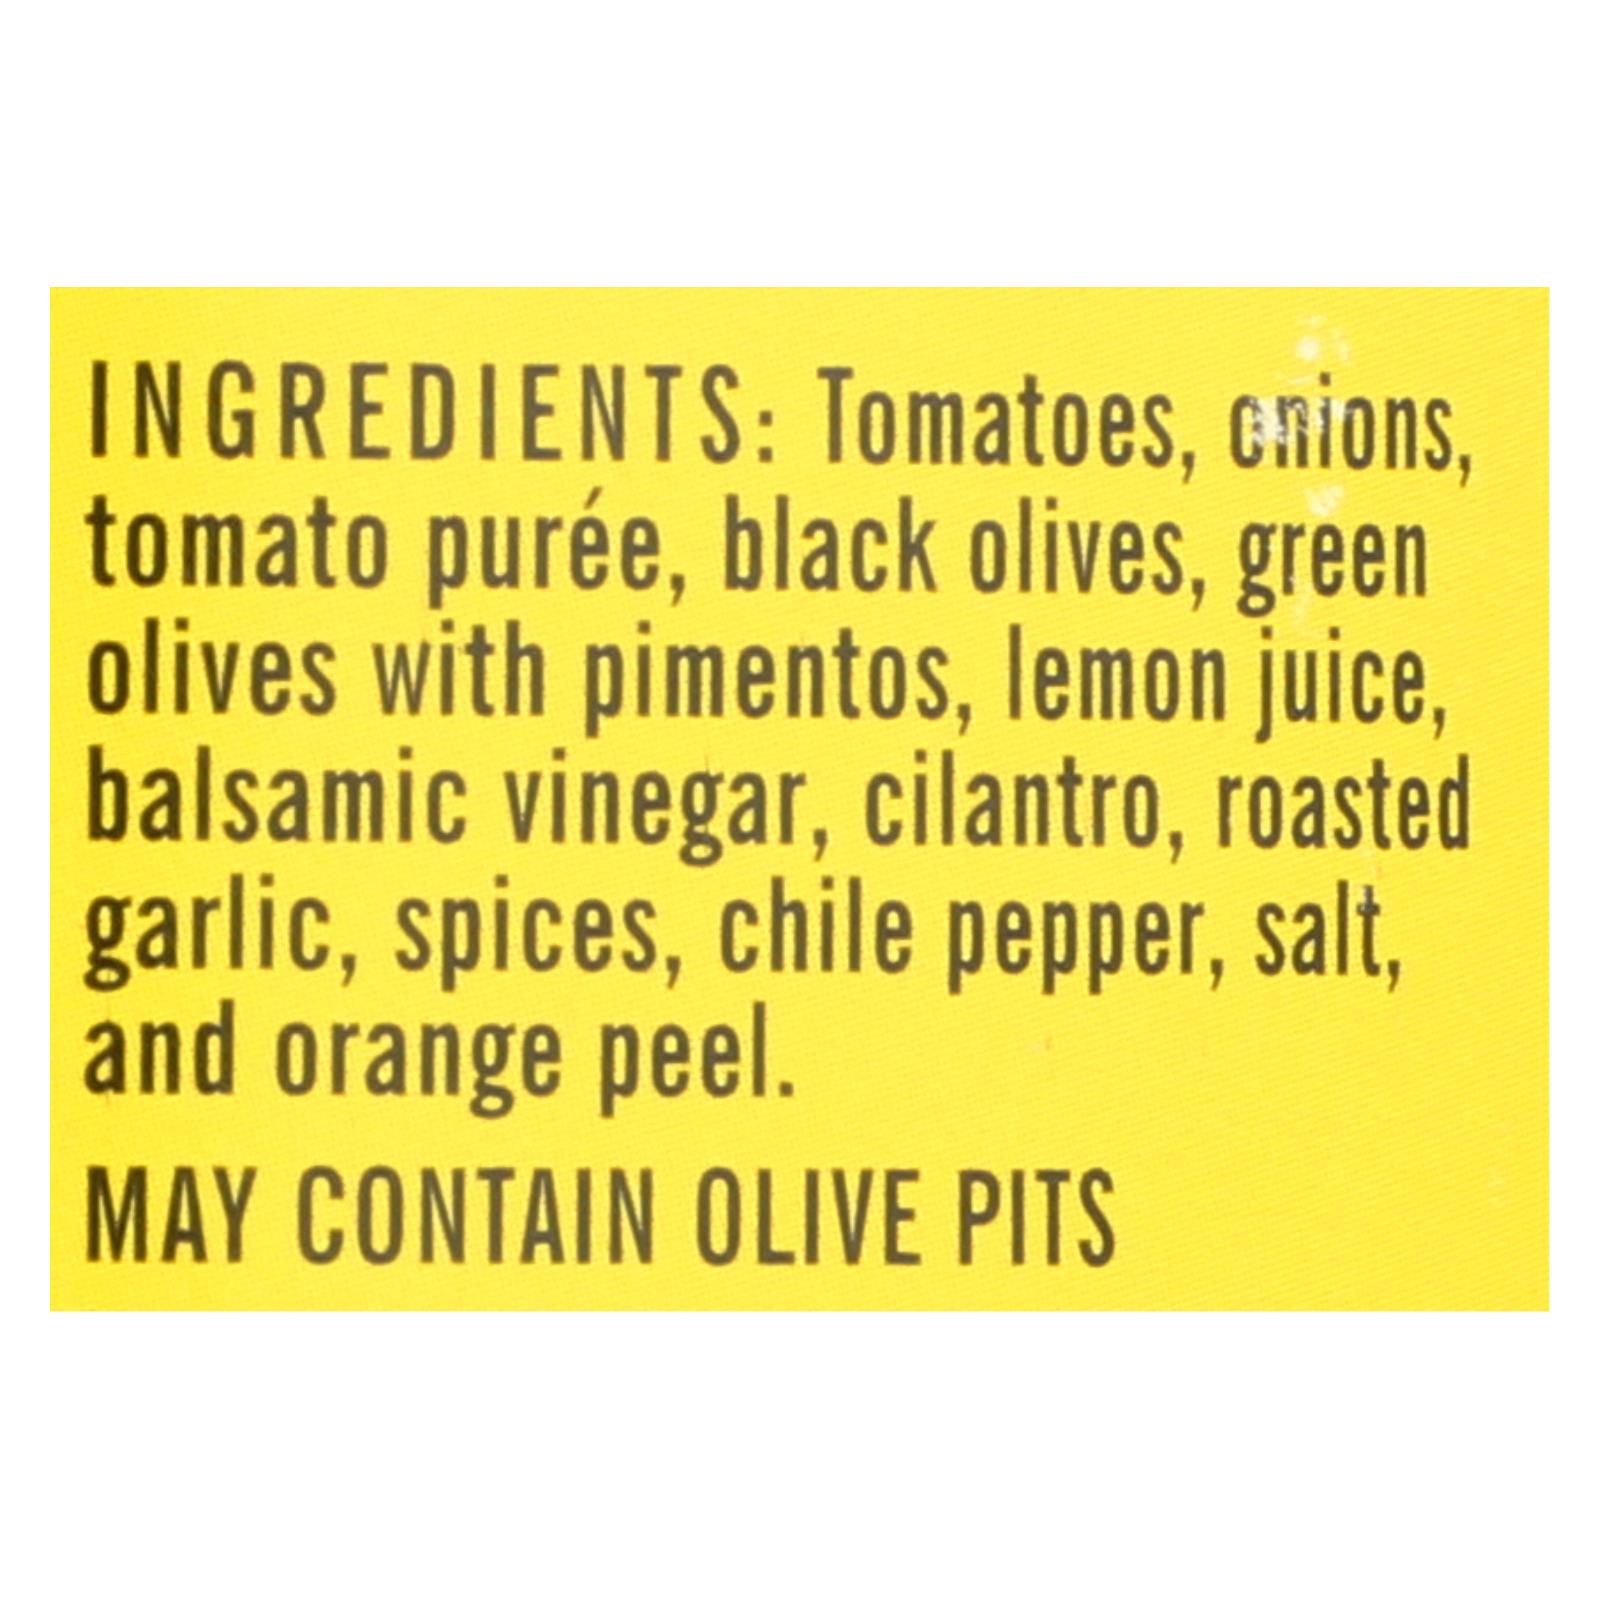 INGREDIENTS: Tomatoes, onions,
tomato purée, black olives, green
olives with pimentos, lemon juice,
balsamic vinegar, cilantro, roasted
garlic, spices, chile pepper, salt,
and orange peel.
MAY CONTAIN OLIVE PITS